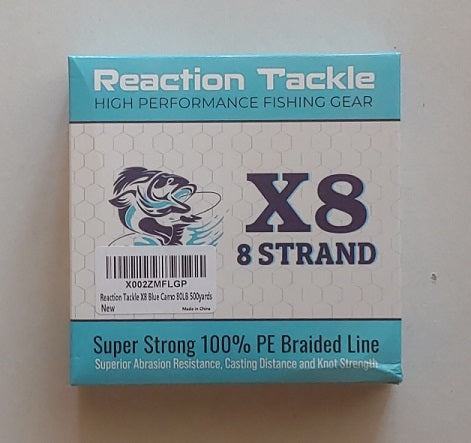 Reaction Tackle
HIGH PERFORMANCE FISHING GEAR
X8
8 STRAND
X002ZMFLGP
Reaction Tackle X8 Blue Camo 80LB 500yards
New
Made in China
Super Strong 100% PE Braided Line
Superior Abrasion Resistance, Casting Distance and Knot Strength